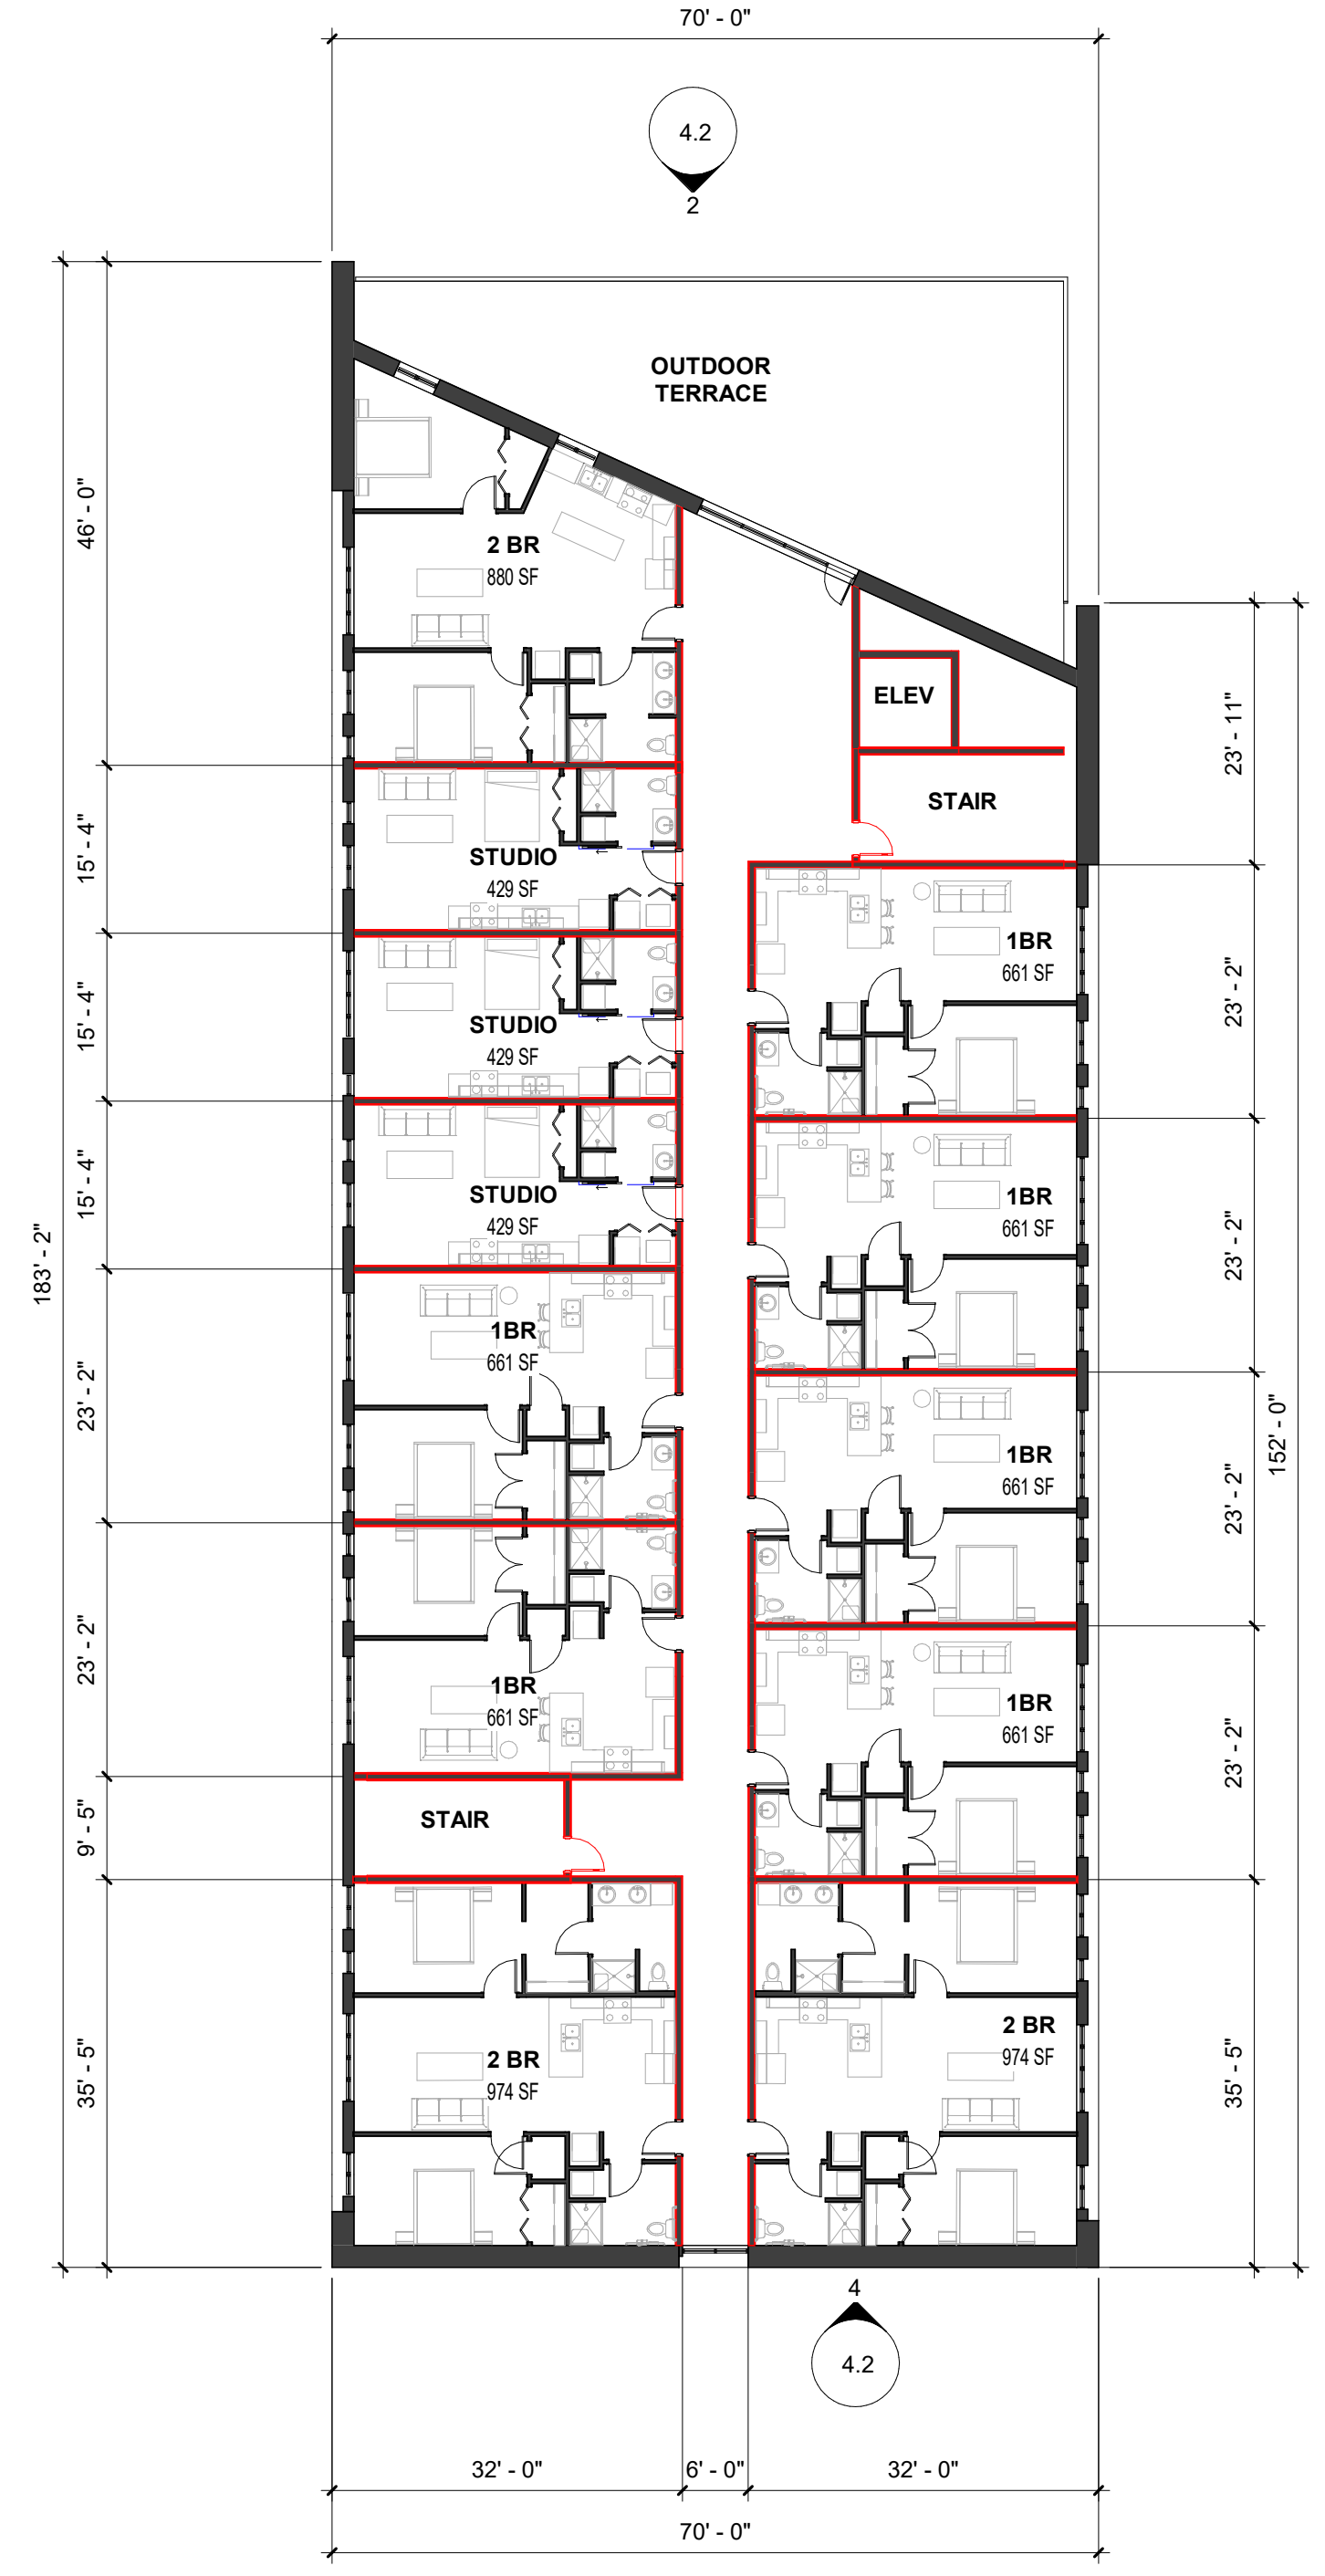 70' - 0"
4.2
2
OUTDOOR
TERRACE
46' - 0"
2 BR
880 SF
ELEV
23' - 11"
STAIR
15' - 4"
STUDIO
429 SF
1BR
661 SF
23' - 2"
15' - 4"
STUDIO
429 SF
15' - 4"
STUDIO
429 SF
1BR
661 SF
23' - 2"
183' - 2"
1BR
661 SF
23' - 2"
1BR
661 SF
23' - 2"
152' - 0"
23' - 2"
1BR
661 SF
1BR
661 SF
23' - 2"
9' - 5"
STAIR
35' - 5"
2 BR
974 SF
2 BR
974 SF
35' - 5"
4
4.2
32' - 0"
6' - 0"
32' - 0"
70' - 0"